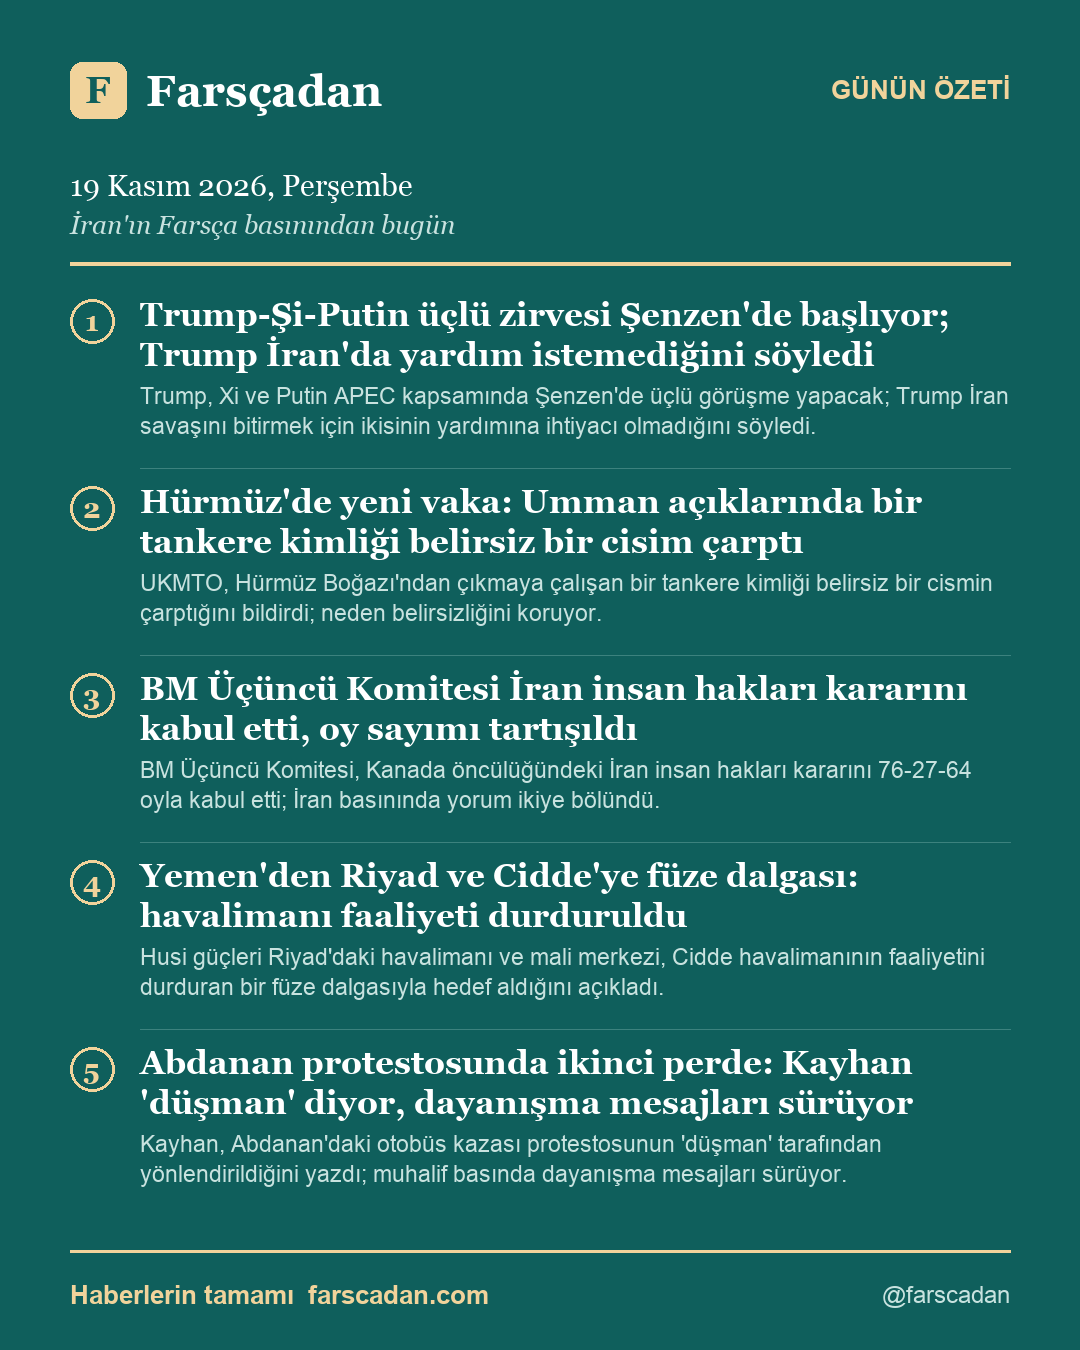 F Farsçadan
GÜNÜN ÖZETİ
19 Kasım 2026, Perşembe
İran'ın Farsça basınından bugün
1 Trump-Şi-Putin üçlü zirvesi Şenzen'de başlıyor;
Trump İran'da yardım istemediğini söyledi
Trump, Xi ve Putin APEC kapsamında Şenzen'de üçlü görüşme yapacak; Trump İran
savaşını bitirmek için ikisinin yardımına ihtiyacı olmadığını söyledi.
2 Hürmüz'de yeni vaka: Umman açıklarında bir
tankere kimliği belirsiz bir cisim çarptı
UKMTO, Hürmüz Boğazı'ndan çıkmaya çalışan bir tankere kimliği belirsiz bir cismin
çarptığını bildirdi; neden belirsizliğini koruyor.
3 BM Üçüncü Komitesi İran insan hakları kararını
kabul etti, oy sayımı tartışıldı
BM Üçüncü Komitesi, Kanada öncülüğündeki İran insan hakları kararını 76-27-64
oyla kabul etti; İran basınında yorum ikiye bölündü.
4 Yemen'den Riyad ve Cidde'ye füze dalgası:
havalimanı faaliyeti durduruldu
Husi güçleri Riyad'daki havalimanı ve mali merkezi, Cidde havalimanının faaliyetini
durduran bir füze dalgasıyla hedef aldığını açıkladı.
5 Abdanan protestosunda ikinci perde: Kayhan
'düşman' diyor, dayanışma mesajları sürüyor
Kayhan, Abdanan'daki otobüs kazası protestosunun 'düşman' tarafından
yönlendirildiğini yazdı; muhalif basında dayanışma mesajları sürüyor.
Haberlerin tamamı farscadan.com
@farscadan